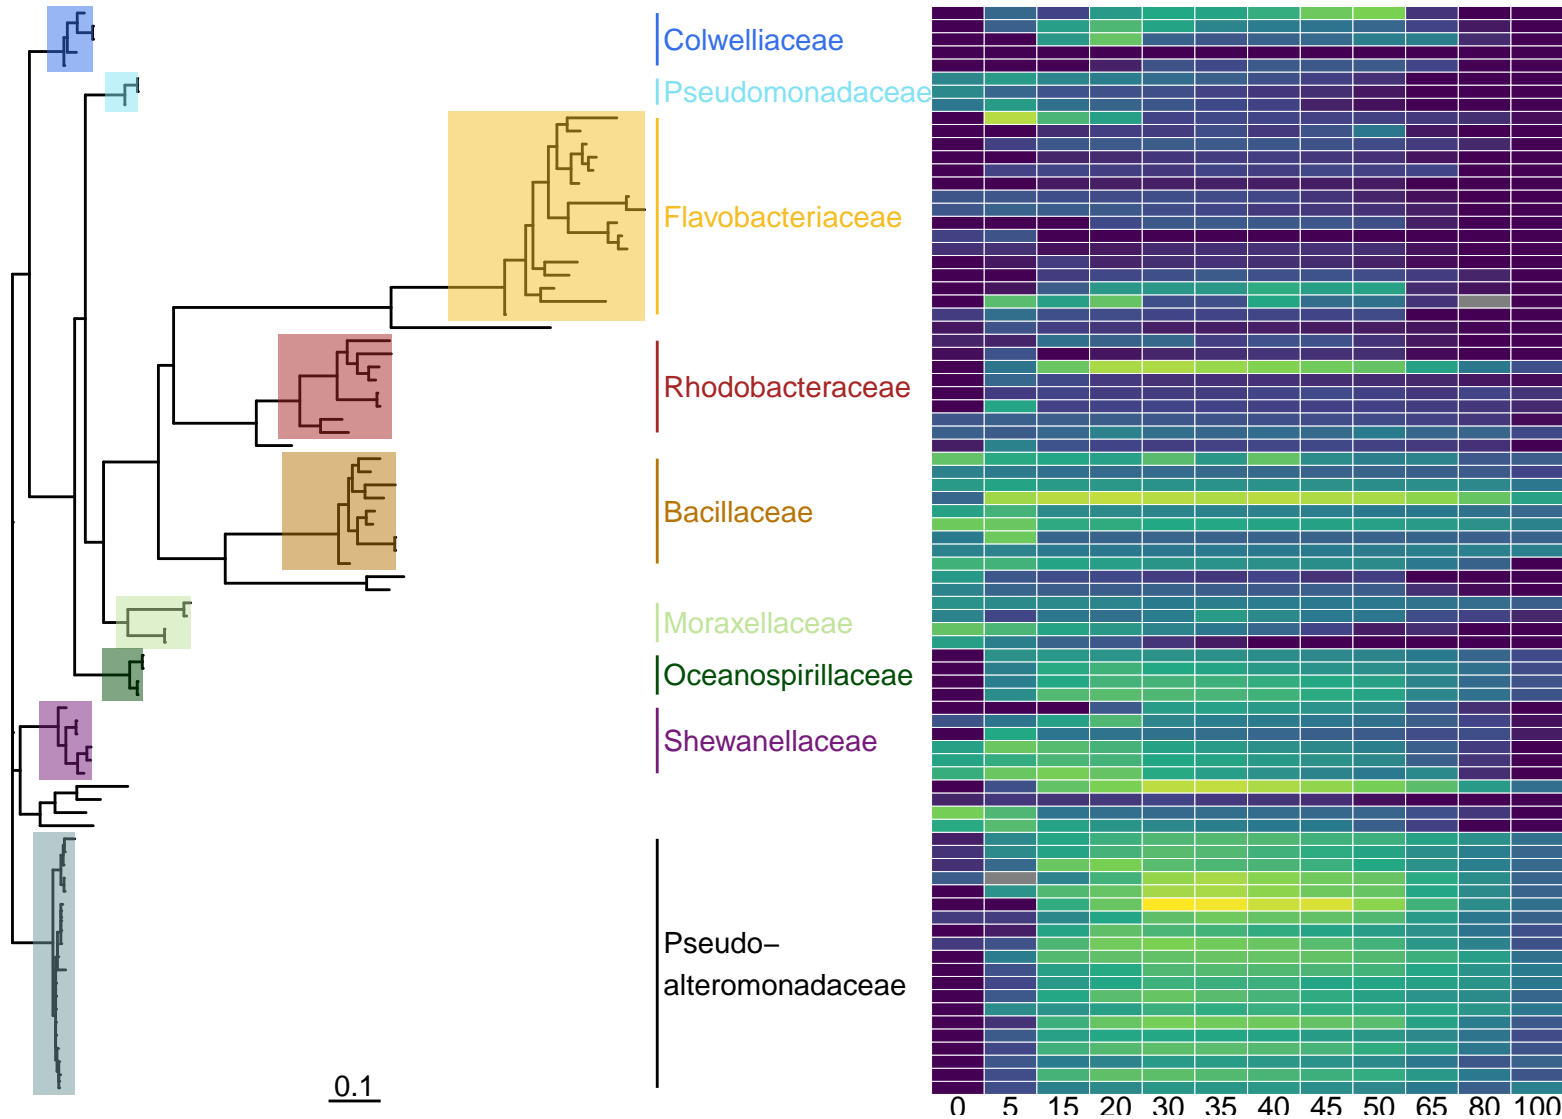 Colwelliaceae
Pseudomonadaceae
Flavobacteriaceae
Rhodobacteraceae
Bacillaceae
Moraxellaceae
Oceanospirillaceae
Shewanellaceae
Pseudo−
alteromonadaceae
0.1
0 5 15 20 30 35 40 45 50 65 80 100